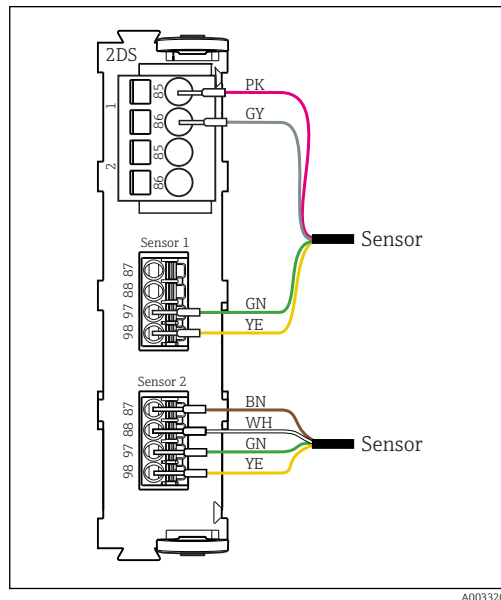 2DS
1
85
PK
86
GY
2
85
86
Sensor
Sensor 1
87
88
97
GN
98
YE
Sensor 2
87
BN
88
WH
97
GN
Sensor
98
YE